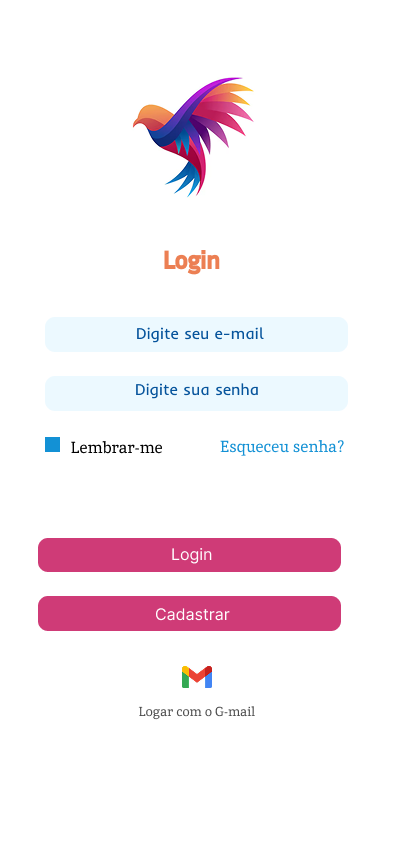 Login
Digite seu e-mail
Digite sua senha
Lembrar-me Esqueceu senha?
Login
Cadastrar
Logar com o G-mail